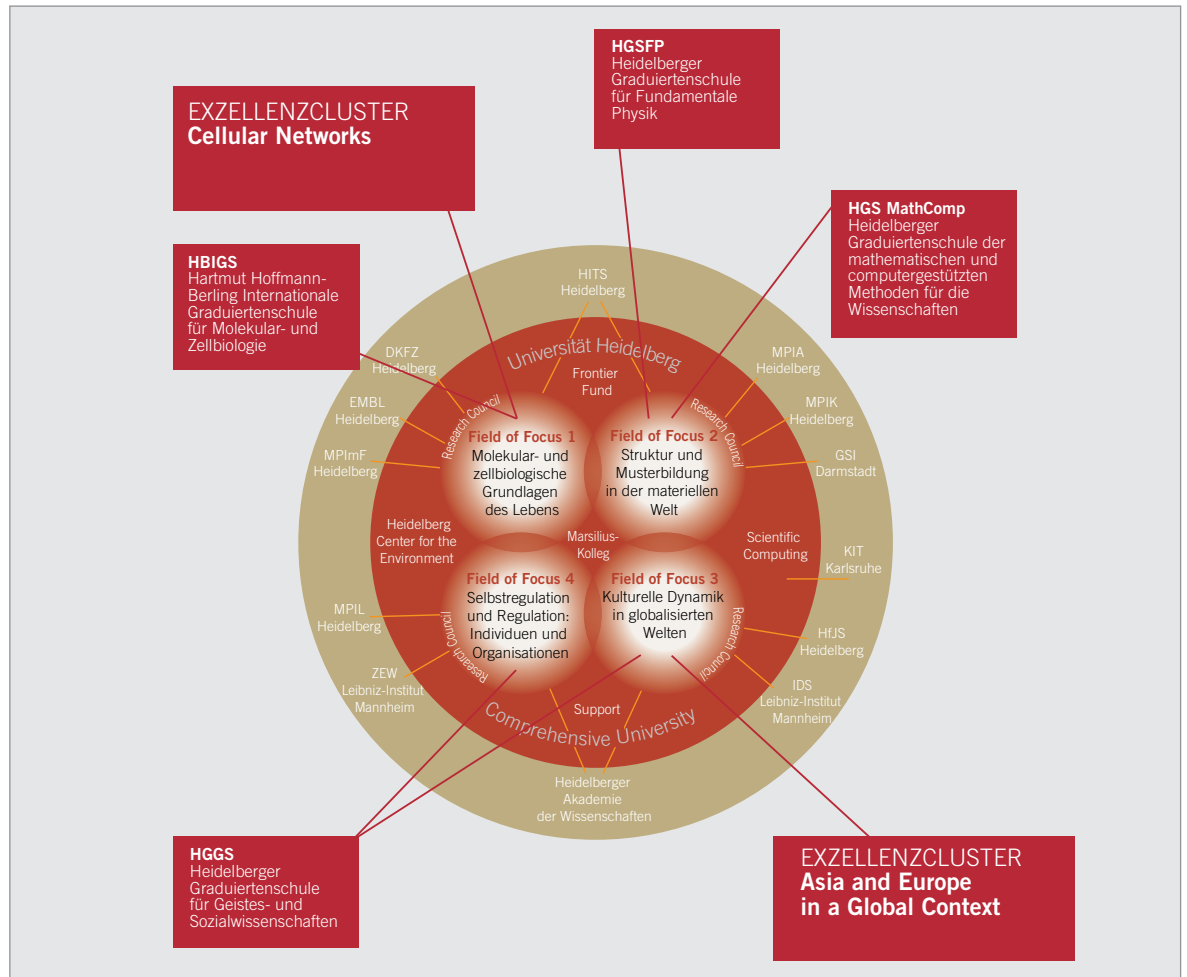 HGSFP
Heidelberger
Graduiertenschule
für Fundamentale
Physik
EXZELLENZCLUSTER
Cellular Networks
HGS MathComp
Heidelberger
Graduiertenschule der
mathematischen und
computergestützten
Methoden für die
Wissenschaften
HBIGS
Hartmut Hoffmann-
Berling Internationale
Graduiertenschule
für Molekular- und
Zellbiologie
HITS
Heidelberg
Universität Heidelberg
Frontier
Fund
DKFZ
Heidelberg
EMBL
Heidelberg
MPImF
Heidelberg
Research Council
MPIA
Heidelberg
MPIK
Heidelberg
GSI
Darmstadt
Research Council
Field of Focus 1
Molekular- und
zellbiologische
Grundlagen
des Lebens
Field of Focus 2
Struktur und
Musterbildung
in der materiellen
Welt
Heidelberg
Center for the
Environment
Marsilius-
Kolleg
Scientific
Computing
KIT
Karlsruhe
Field of Focus 4
Selbstregulation
und Regulation:
Individuen und
Organisationen
Field of Focus 3
Kulturelle Dynamik
in globalisierten
Welten
MPIL
Heidelberg
ZEW
Leibniz-Institut
Mannheim
Research Council
Research Council
HfJS
Heidelberg
IDS
Leibniz-Institut
Mannheim
Support
Comprehensive University
Heidelberger
Akademie
der Wissenschaften
HGGS
Heidelberger
Graduiertenschule
für Geistes- und
Sozialwissenschaften
EXZELLENZCLUSTER
Asia and Europe
in a Global Context